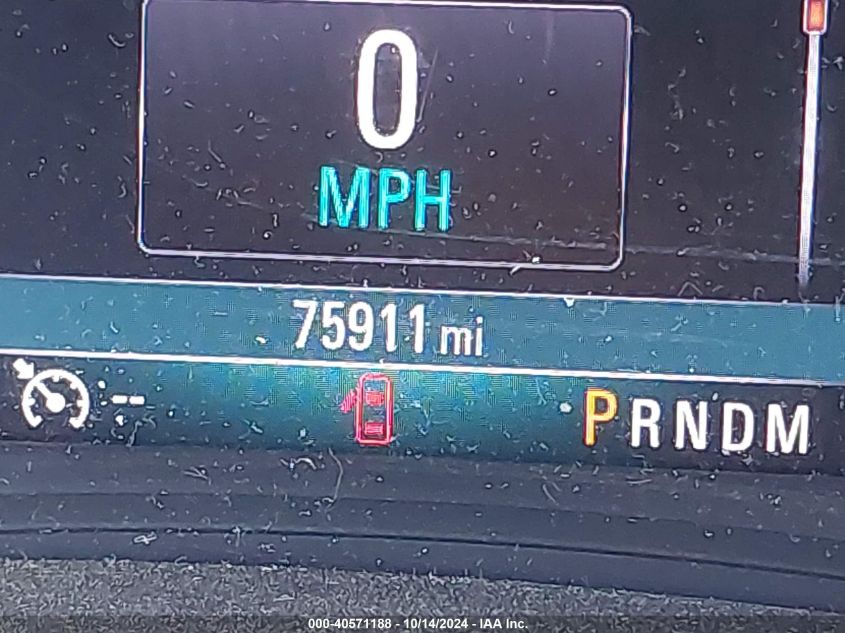 0
MPH
75911 mi
-- PRNDM
000-40571188 - 10/14/2024 - IAA Inc.